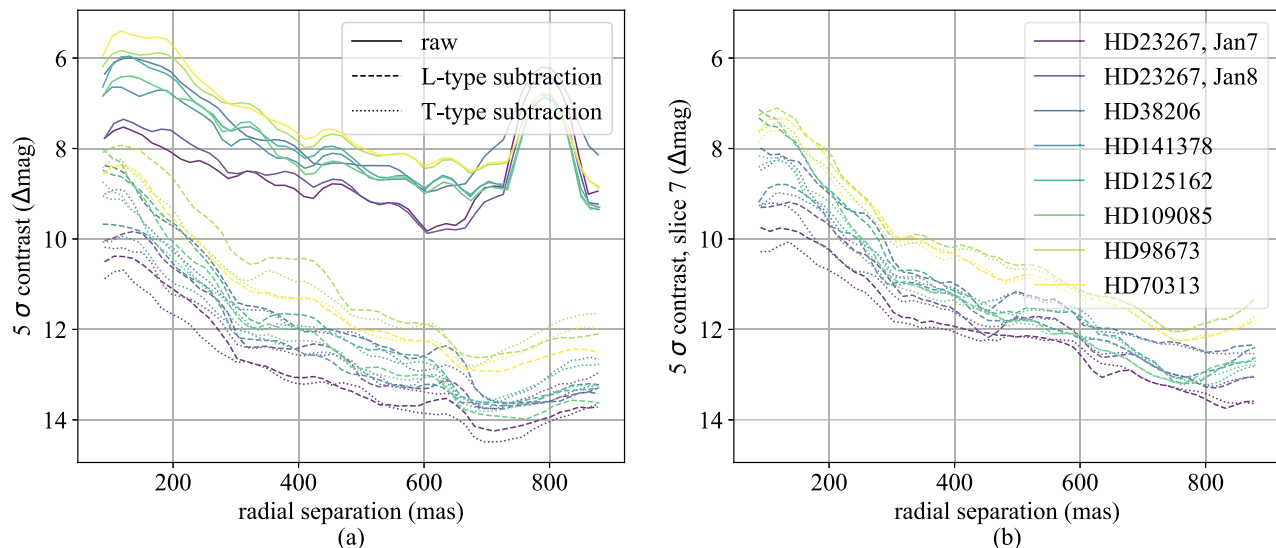 6
8
10
12
14
5 σ contrast (Δmag)
raw
L-type subtraction
T-type subtraction
200
400
600
800
radial separation (mas)
(a)
6
8
10
12
14
5 σ contrast, slice 7 (Δmag)
HD23267, Jan7
HD23267, Jan8
HD38206
HD141378
HD125162
HD109085
HD98673
HD70313
200
400
600
800
radial separation (mas)
(b)